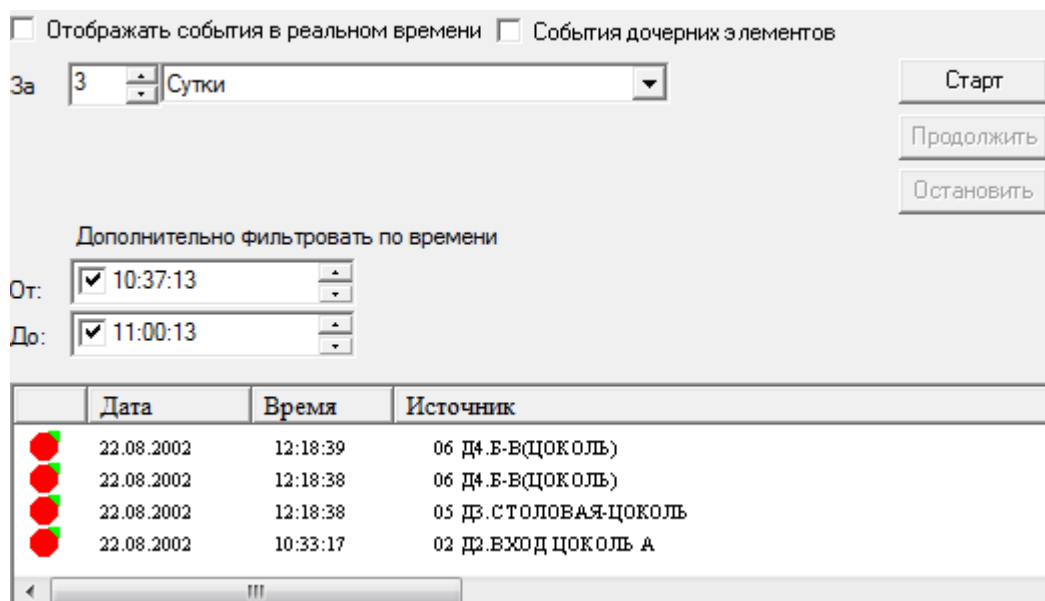 Отображать события в реальном времени События дочерних элементов
За 3 Сутки Старт
Продолжить
Остановить
Дополнительно фильтровать по времени
От: 10:37:13
До: 11:00:13
Дата Время Источник
22.08.2002 12:18:39 06 Д4.Б-В(ЦОКОЛЬ)
22.08.2002 12:18:38 06 Д4.Б-В(ЦОКОЛЬ)
22.08.2002 12:18:38 05 Д3.СТОЛОВАЯ-ЦОКОЛЬ
22.08.2002 10:33:17 02 Д2.ВХОД ЦОКОЛЬ А